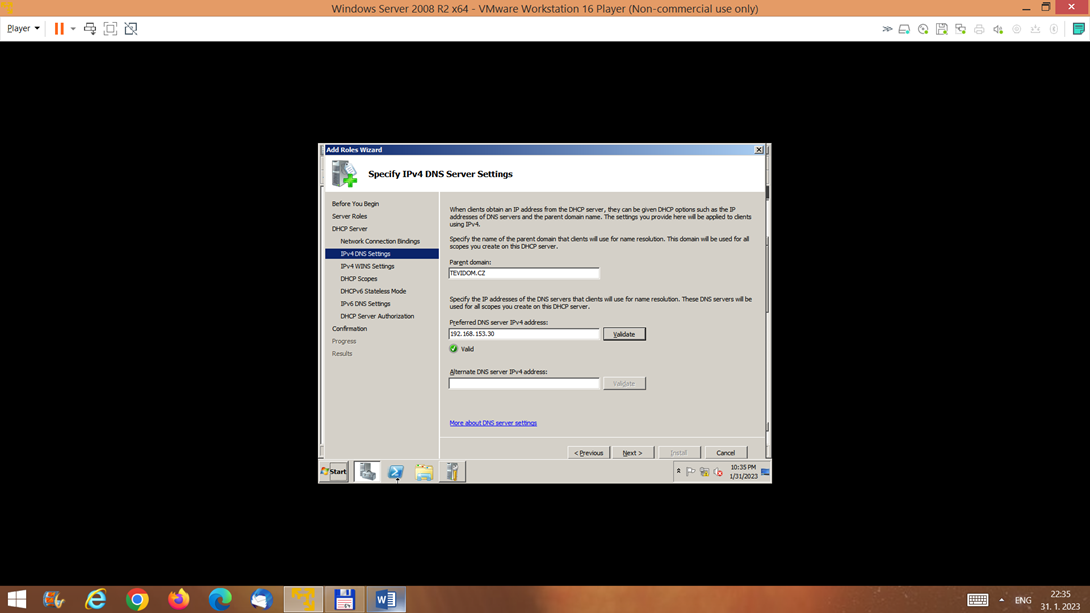 Windows Server 2008 R2 x64 - VMware Workstation 16 Player (Non-commercial use only)
Player
Add Roles Wizard
Specify IPv4 DNS Server Settings
Before You Begin
Server Roles
DHCP Server
Network Connection Bindings
IPv4 DNS Settings
IPv4 WINS Settings
DHCP Scopes
DHCPv6 Stateless Mode
IPv6 DNS Settings
DHCP Server Authorization
Confirmation
Progress
Results
When clients obtain an IP address from the DHCP server, they can be given DHCP options such as the IP
addresses of DNS servers and the parent domain name. The settings you provide here will be applied to clients
using IPv4.
Specify the name of the parent domain that clients will use for name resolution. This domain will be used for all
scopes you create on this DHCP server.
Parent domain:
TEVIDOM.CZ
Specify the IP addresses of the DNS servers that clients will use for name resolution. These DNS servers will be
used for all scopes you create on this DHCP server.
Preferred DNS server IPv4 address:
192.168.153.30 Validate
Valid
Alternate DNS server IPv4 address:
Validate
More about DNS server settings
< Previous Next > Install Cancel
Start
10:35 PM
1/31/2023
ENG
22:35
31. 1. 2023